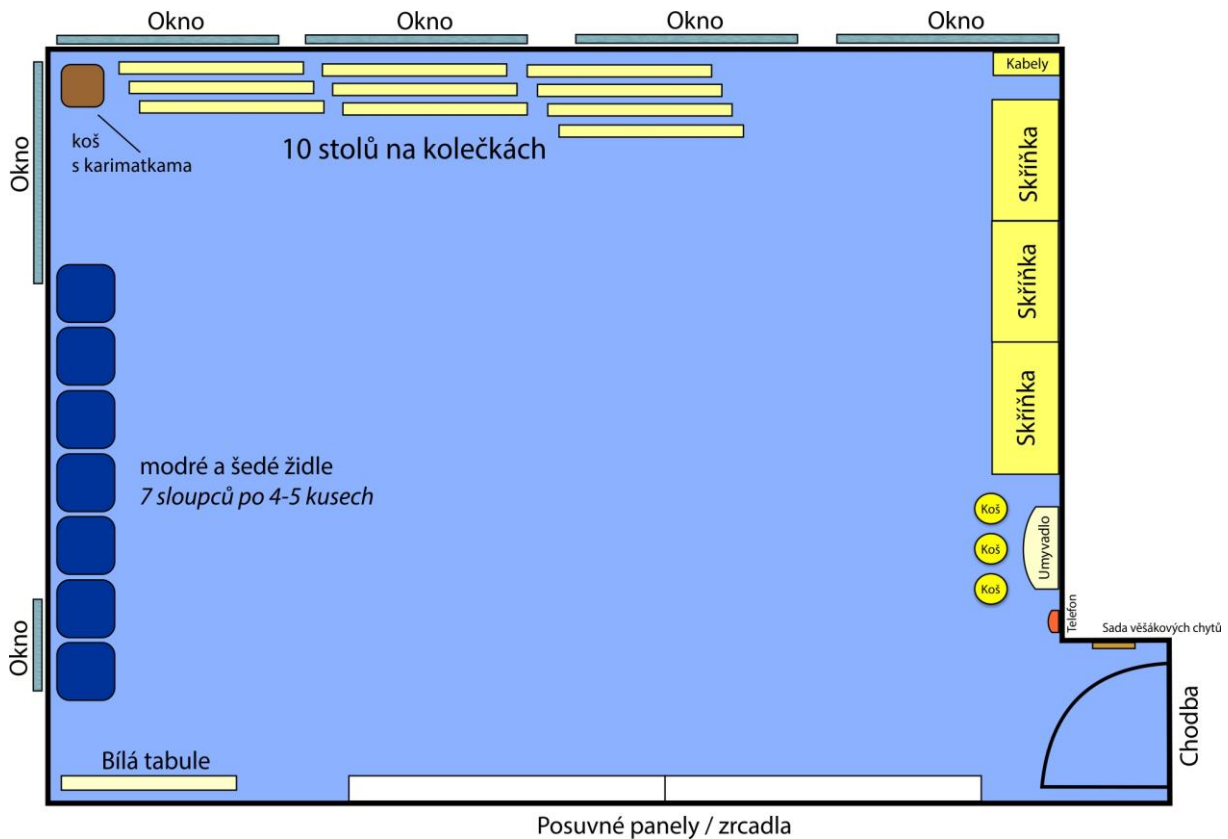 Okno
Okno
Okno
Okno
Kabely
Okno
koš
s karimatkama
10 stolů na kolečkách
Skříňka
Skříňka
Skříňka
modré a šedé židle
7 sloupců po 4-5 kusech
Koš
Koš
Koš
Umyvadlo
Telefon
Sada věšákových chytů
Okno
Chodba
Bílá tabule
Posuvné panely / zrcadla